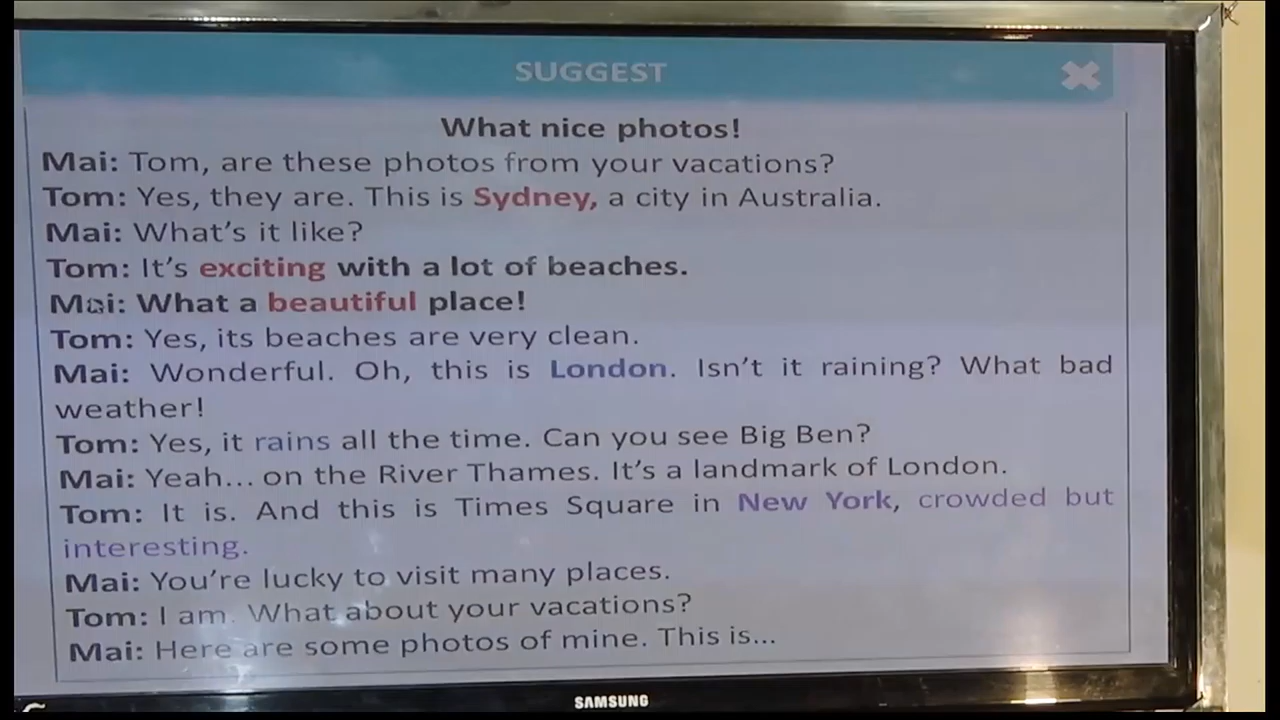 SUGGEST
What nice photos!
Mai: Tom, are these photos from your vacations?
Tom: Yes, they are. This is Sydney, a city in Australia.
Mai: What's it like?
Tom: It's exciting with a lot of beaches.
Mai: What a beautiful place!
Tom: Yes, its beaches are very clean.
Mai: Wonderful. Oh, this is London. Isn't it raining? What bad
weather!
Tom: Yes, it rains all the time. Can you see Big Ben?
Mai: Yeah... on the River Thames. It's a landmark of London.
Tom: It is. And this is Times Square in New York, crowded but
interesting.
Mai: You're lucky to visit many places.
Tom: I am. What about your vacations?
Mai: Here are some photos of mine. This is...
SAMSUNG